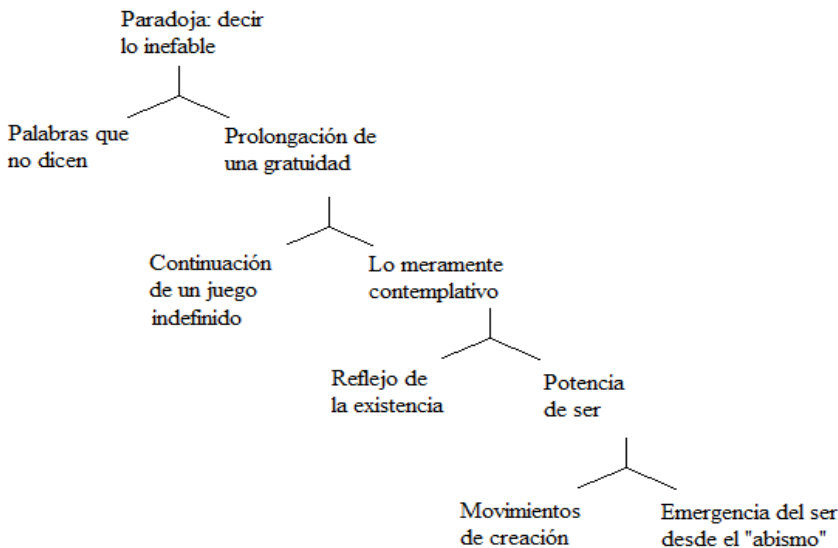 Paradoja: decir
lo inefable
Palabras que
no dicen
Prolongación de
una gratuidad
Continuación
de un juego
indefinido
Lo meramente
contemplativo
Reflejo de
la existencia
Potencia
de ser
Movimientos
de creación
Emergencia del ser
desde el "abismo"